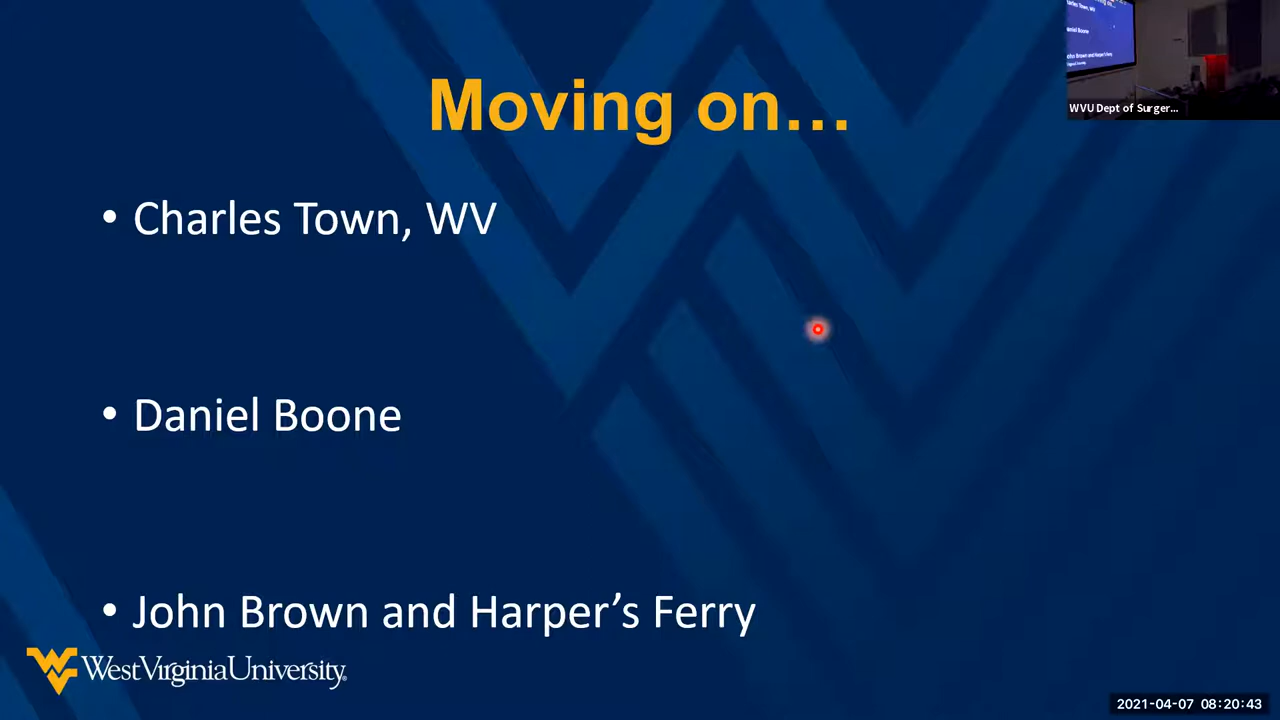 Moving on…
Charles Town, WV
Daniel Boone
John Brown and Harper's Ferry
WestVirginiaUniversity.
WVU Dept of Surger...
2021-04-07 08:20:43